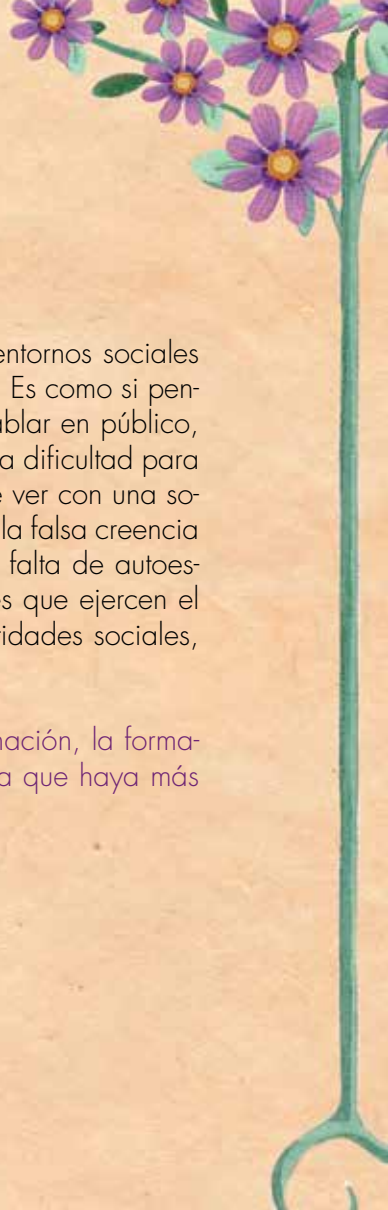 entornos sociales
. Es como si pen-
ablar en público,
a dificultad para
e ver con una so-
la falsa creencia
falta de autoes-
s que ejercen el
idades sociales,
nación, la forma-
a que haya más